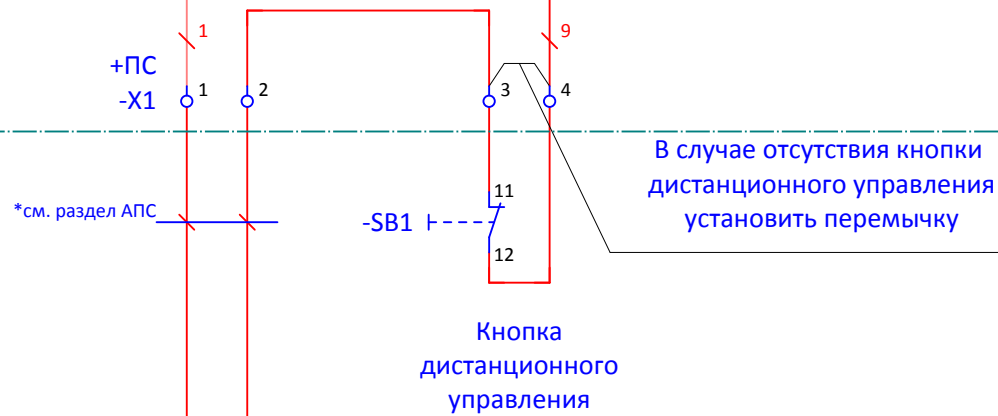 1
9
+ПС
-X1
1
2
3
4
В случае отсутствия кнопки
дистанционного управления
установить перемычку
*см. раздел АПС
11
-SB1
12
Кнопка
дистанционного
управления